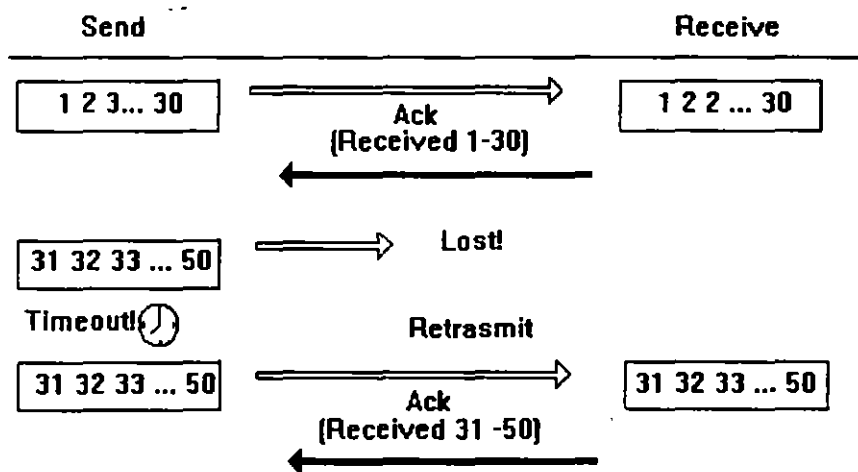 Send Receive
1 2 3... 30 1 2 2 ... 30
Ack
(Received 1-30)
31 32 33 ... 50 Lost!
Timeout! Retrasmit
31 32 33 ... 50 31 32 33 ... 50
Ack
(Received 31 -50)